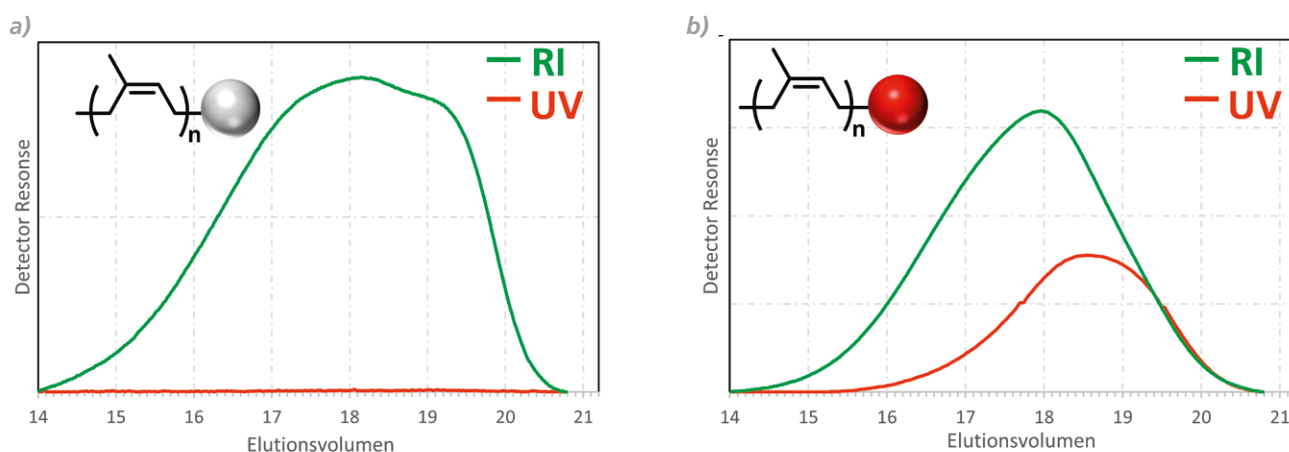 a)
RI
UV
n
Detector Resonse
14 15 16 17 18 19 20 21
Elutionsvolumen
b)
RI
UV
n
Detector Resonse
14 15 16 17 18 19 20 21
Elutionsvolumen